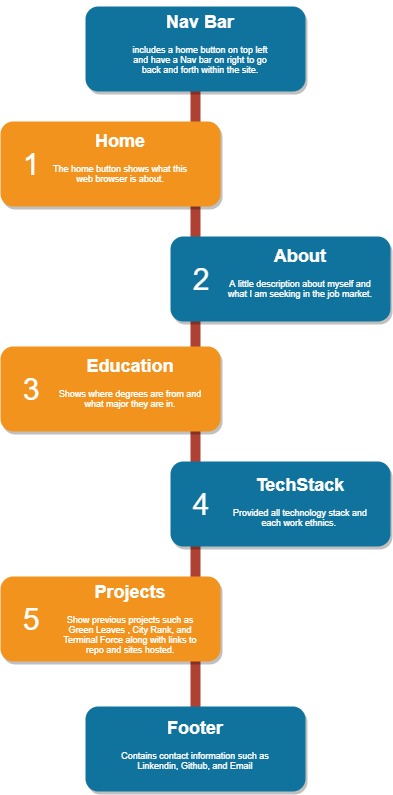 Nav Bar
includes a home button on top left
and have a Nav bar on right to go
back and forth within the site.
Home
1
The home button shows what this
web browser is about.
About
2
A little description about myself and
what I am seeking in the job market.
Education
3
Shows where degrees are from and
what major they are in.
TechStack
4
Provided all technology stack and
each work ethnics.
Projects
5
Show previous projects such as
Green Leaves , City Rank, and
Terminal Force along with links to
repo and sites hosted.
Footer
Contains contact information such as
Linkendin, Github, and Email